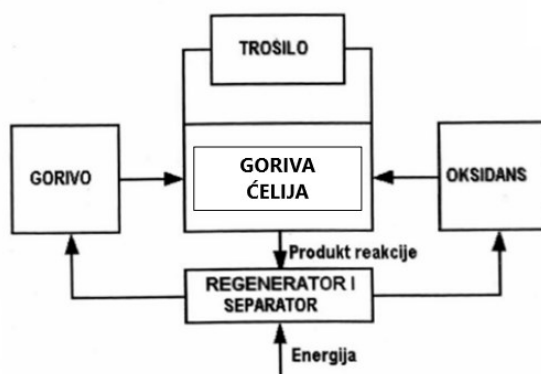 TROŠILO
GORIVO
GORIVA
ĆELIJA
OKSIDANS
Produkt reakcije
REGENERATOR I
SEPARATOR
Energija